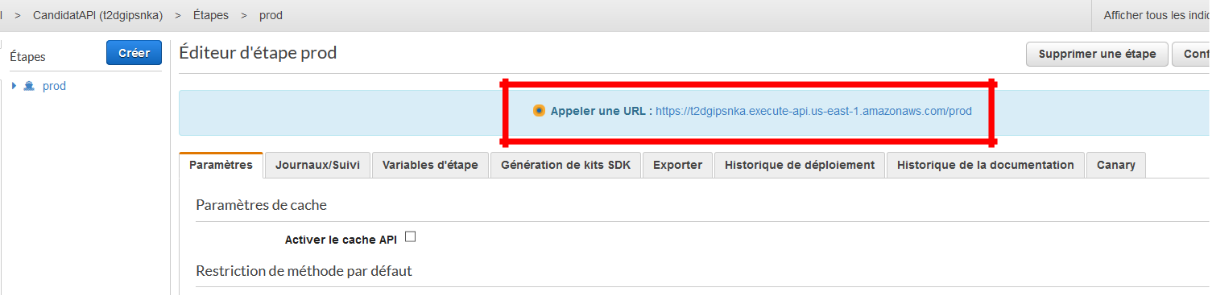 > CandidatAPI (t2dgipsnka) > Étapes > prod
Afficher tous les
Étapes
Créer
Éditeur d'étape prod
Supprimer une étape
prod
Appeler une URL : https://t2dgipsnka.execute-api.us-east-1.amazonaws.com/prod
Paramètres Journaux/Suivi Variables d'étape Génération de kits SDK Exporter Historique de déploiement Historique de la documentation Canary
Paramètres de cache
Activer le cache API
Restriction de méthode par défaut